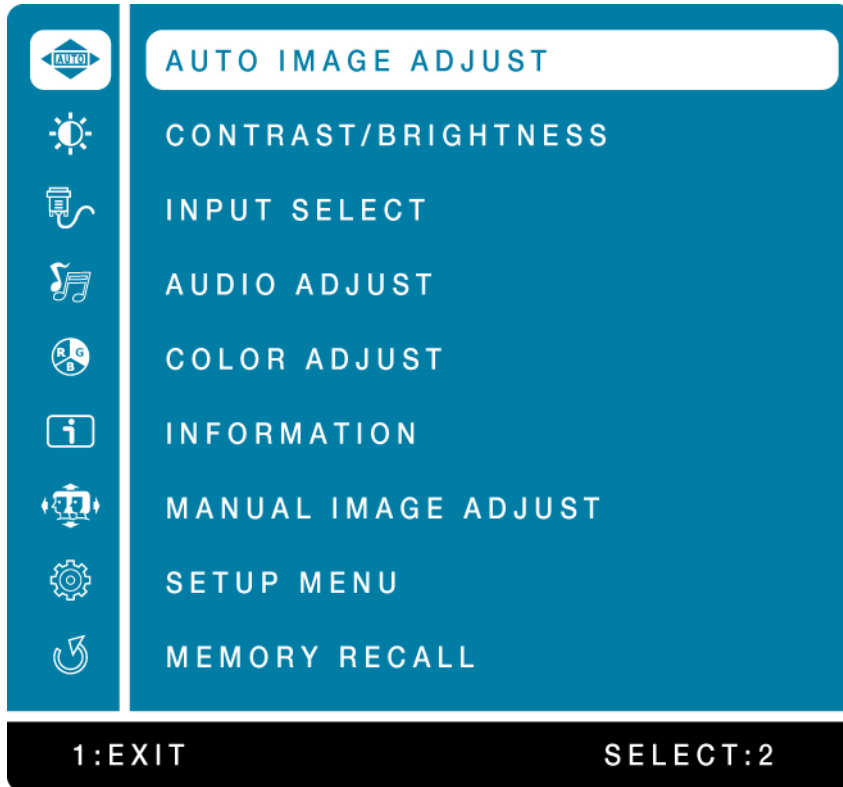 AUTO AUTO IMAGE ADJUST
CONTRAST/BRIGHTNESS
INPUT SELECT
AUDIO ADJUST
R G B COLOR ADJUST
i INFORMATION
MANUAL IMAGE ADJUST
SETUP MENU
MEMORY RECALL
1:EXIT SELECT:2